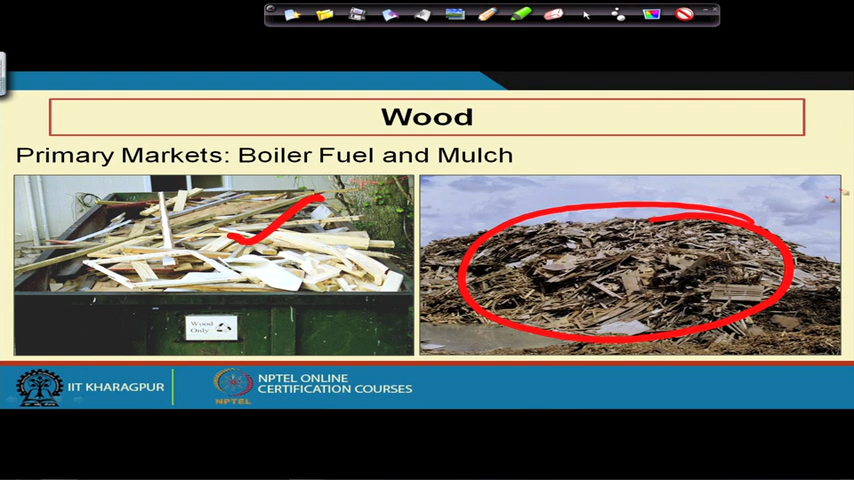 Wood
Primary Markets: Boiler Fuel and Mulch
Wood
Only
IIT KHARAGPUR
NPTEL
NPTEL ONLINE
CERTIFICATION COURSES